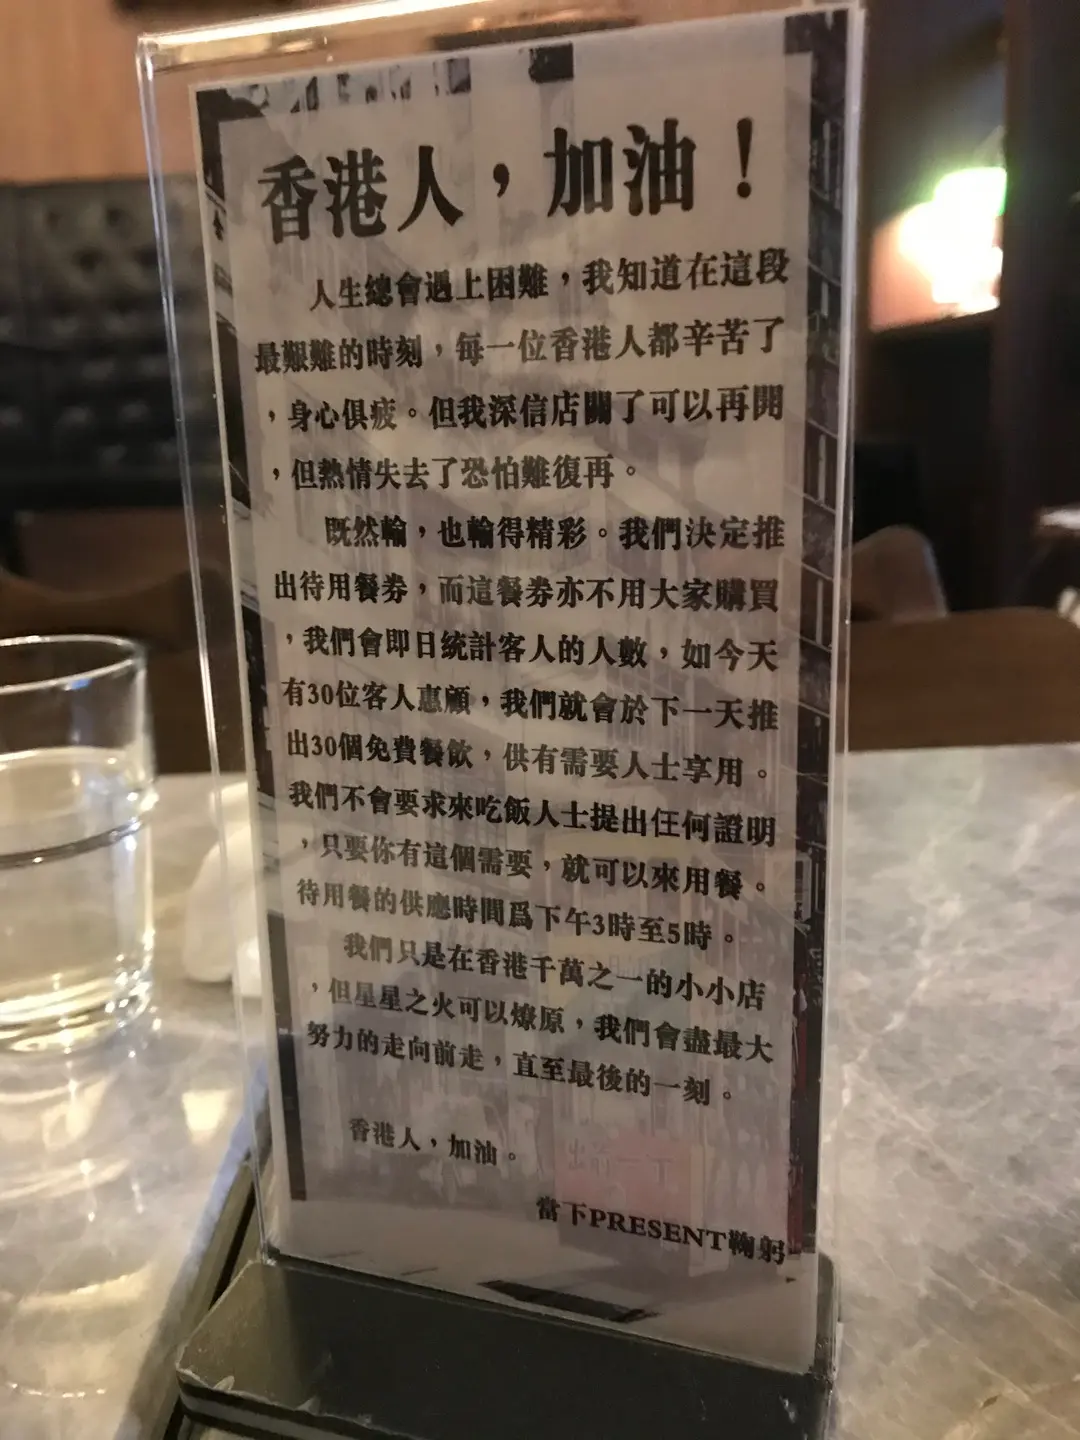 香港人，加油！
人生總會遇上困難，我知道在這段
最艱難的時刻，每一位香港人都辛苦了
，身心俱疲。但我深信店關了可以再開
，但熱情失去了恐怕難復再。
既然輸，也輸得精彩。我們決定推
出待用餐券，而這餐券亦不用大家購買
，我們會即日統計客人的人數，如今天
有30位客人惠顧，我們就會於下一天推
出30個免費餐飲，供有需要人士享用。
我們不會要求來吃飯人士提出任何證明
，只要你有這個需要，就可以來用餐。
待用餐的供應時間爲下午3時至5時。
我們只是在香港千萬之一的小小店
，但星星之火可以燎原，我們會盡最大
努力的走向前走，直至最後的一刻。
香港人，加油。
當下PRESENT鞠躬